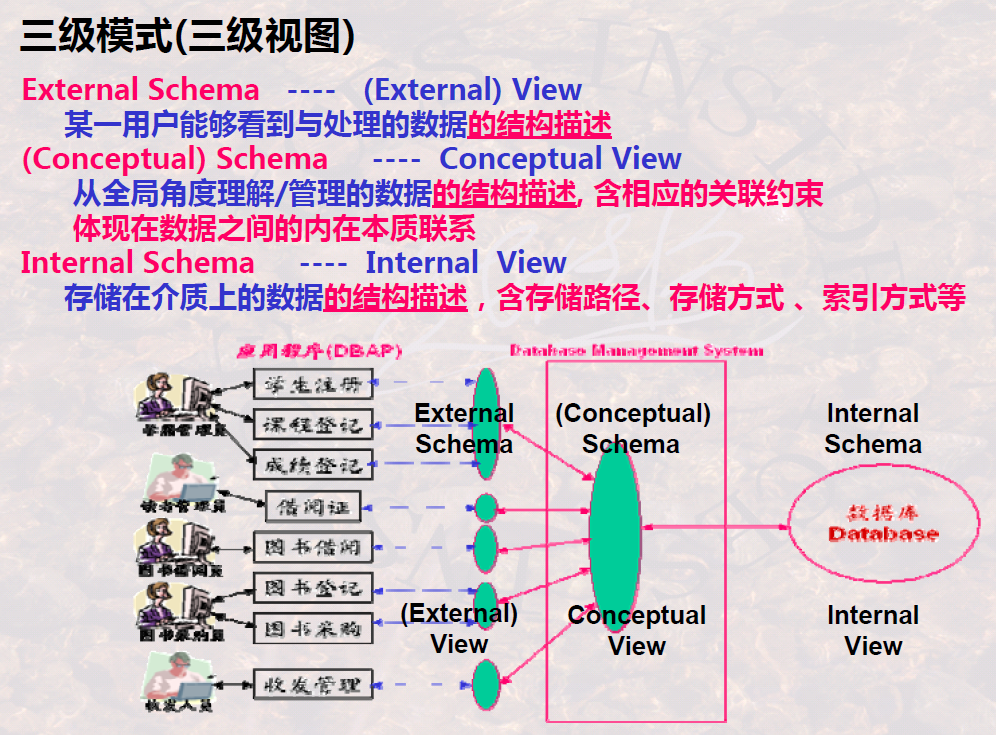 三级模式(三级视图)
External Schema ---- (External) View
某一用户能够看到与处理的数据的结构描述
(Conceptual) Schema ---- Conceptual View
从全局角度理解/管理的数据的结构描述, 含相应的关联约束
体现在数据之间的内在本质联系
Internal Schema ---- Internal View
存储在介质上的数据的结构描述，含存储路径、存储方式 、索引方式等
应用程序(DBAP)
Database Management System
学生注册
课程登记
学籍管理员
成绩登记
读者管理员
借阅证
图书借阅
图书借阅员
图书登记
图书采购
图书采购员
收发管理
收发人员
External
Schema
(Conceptual)
Schema
Internal
Schema
数据库
Database
(External)
View
Conceptual
View
Internal
View